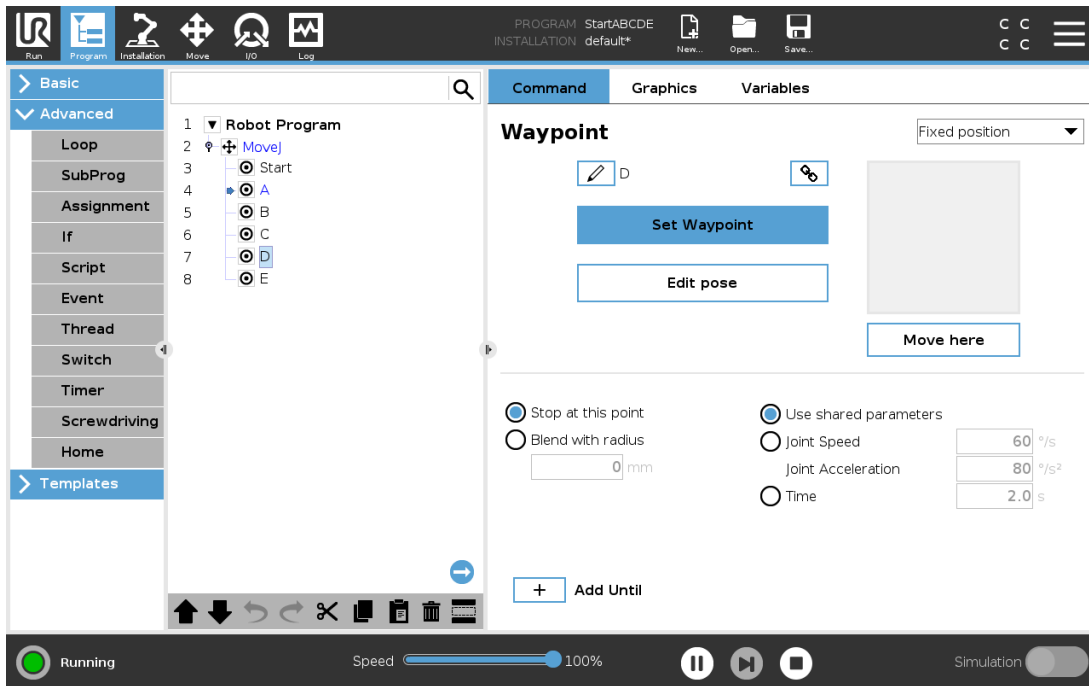 PROGRAM StartABCDE
INSTALLATION default*
UR
Run
Program
Installation
Move
I/O
Log
New...
Open...
Save...
C C
C C
Basic
Advanced
Loop
SubProg
Assignment
If
Script
Event
Thread
Switch
Timer
Screwdriving
Home
Templates
1 Robot Program
2 MoveJ
3 Start
4 A
5 B
6 C
7 D
8 E
Command Graphics Variables
Waypoint
Fixed position
D
Set Waypoint
Edit pose
Move here
Stop at this point
Blend with radius
0 mm
Use shared parameters
Joint Speed 60 °/s
Joint Acceleration 80 °/s²
Time 2.0 s
+ Add Until
Running
Speed 100%
Simulation